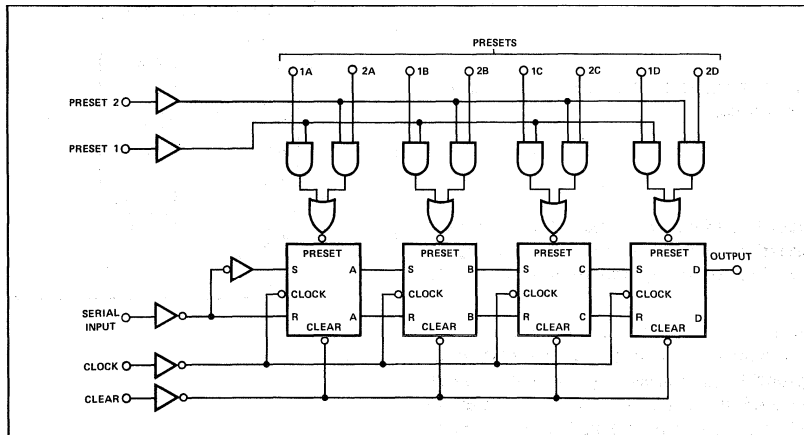 PRESETS
1A 2A 1B 2B 1C 2C 1D 2D
PRESET 2
PRESET 1
PRESET PRESET PRESET PRESET
OUTPUT
S A S B S C S D
CLOCK CLOCK CLOCK CLOCK
SERIAL
INPUT
R A R B R C R D
CLEAR CLEAR CLEAR CLEAR
CLOCK
CLEAR